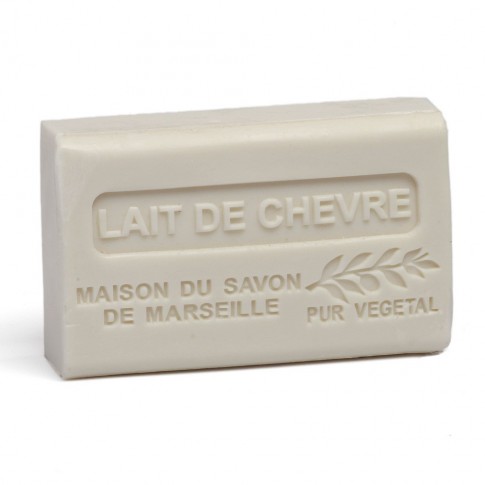 LAIT DE CHEVRE
MAISON DU SAVON
DE MARSEILLE
PUR VEGETAL